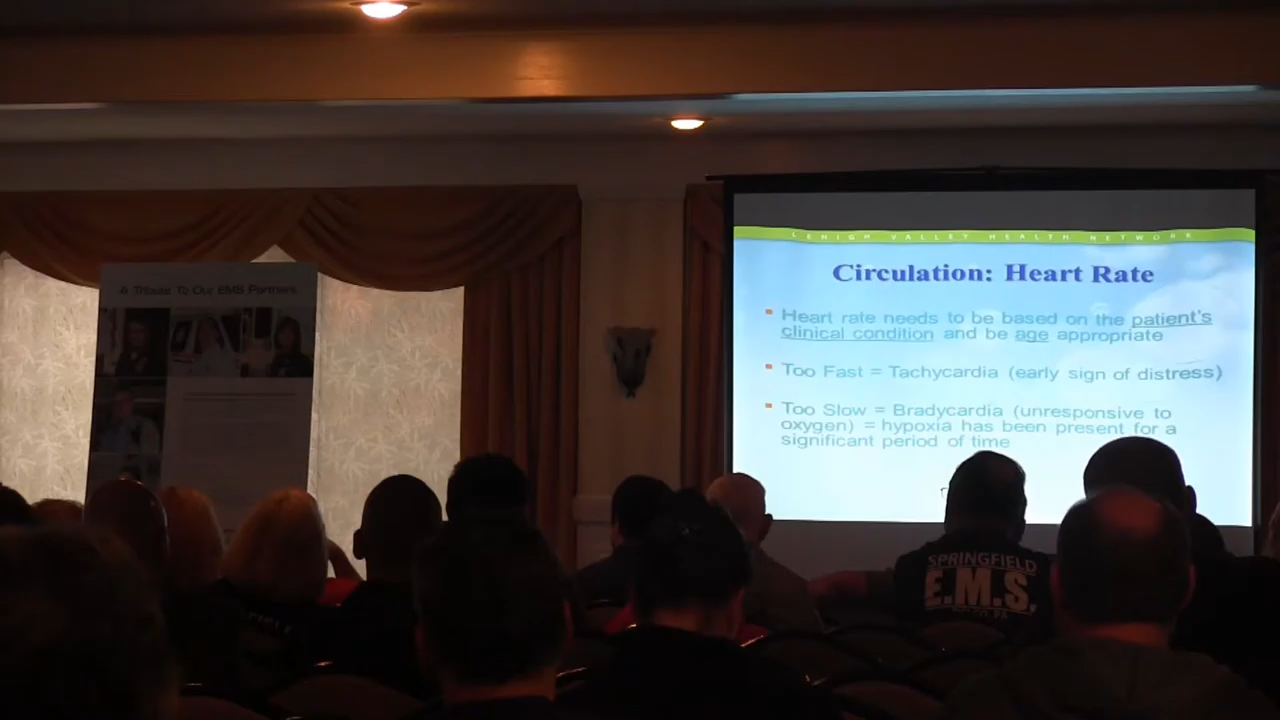 A Tribute To Our EMS Partners
LEHIGH VALLEY HEALTH NETWORK
Circulation: Heart Rate
Heart rate needs to be based on the patient's
clinical condition and be age appropriate
Too Fast = Tachycardia (early sign of distress)
Too Slow = Bradycardia (unresponsive to
oxygen) = hypoxia has been present for a
significant period of time
SPRINGFIELD
E.M.S.